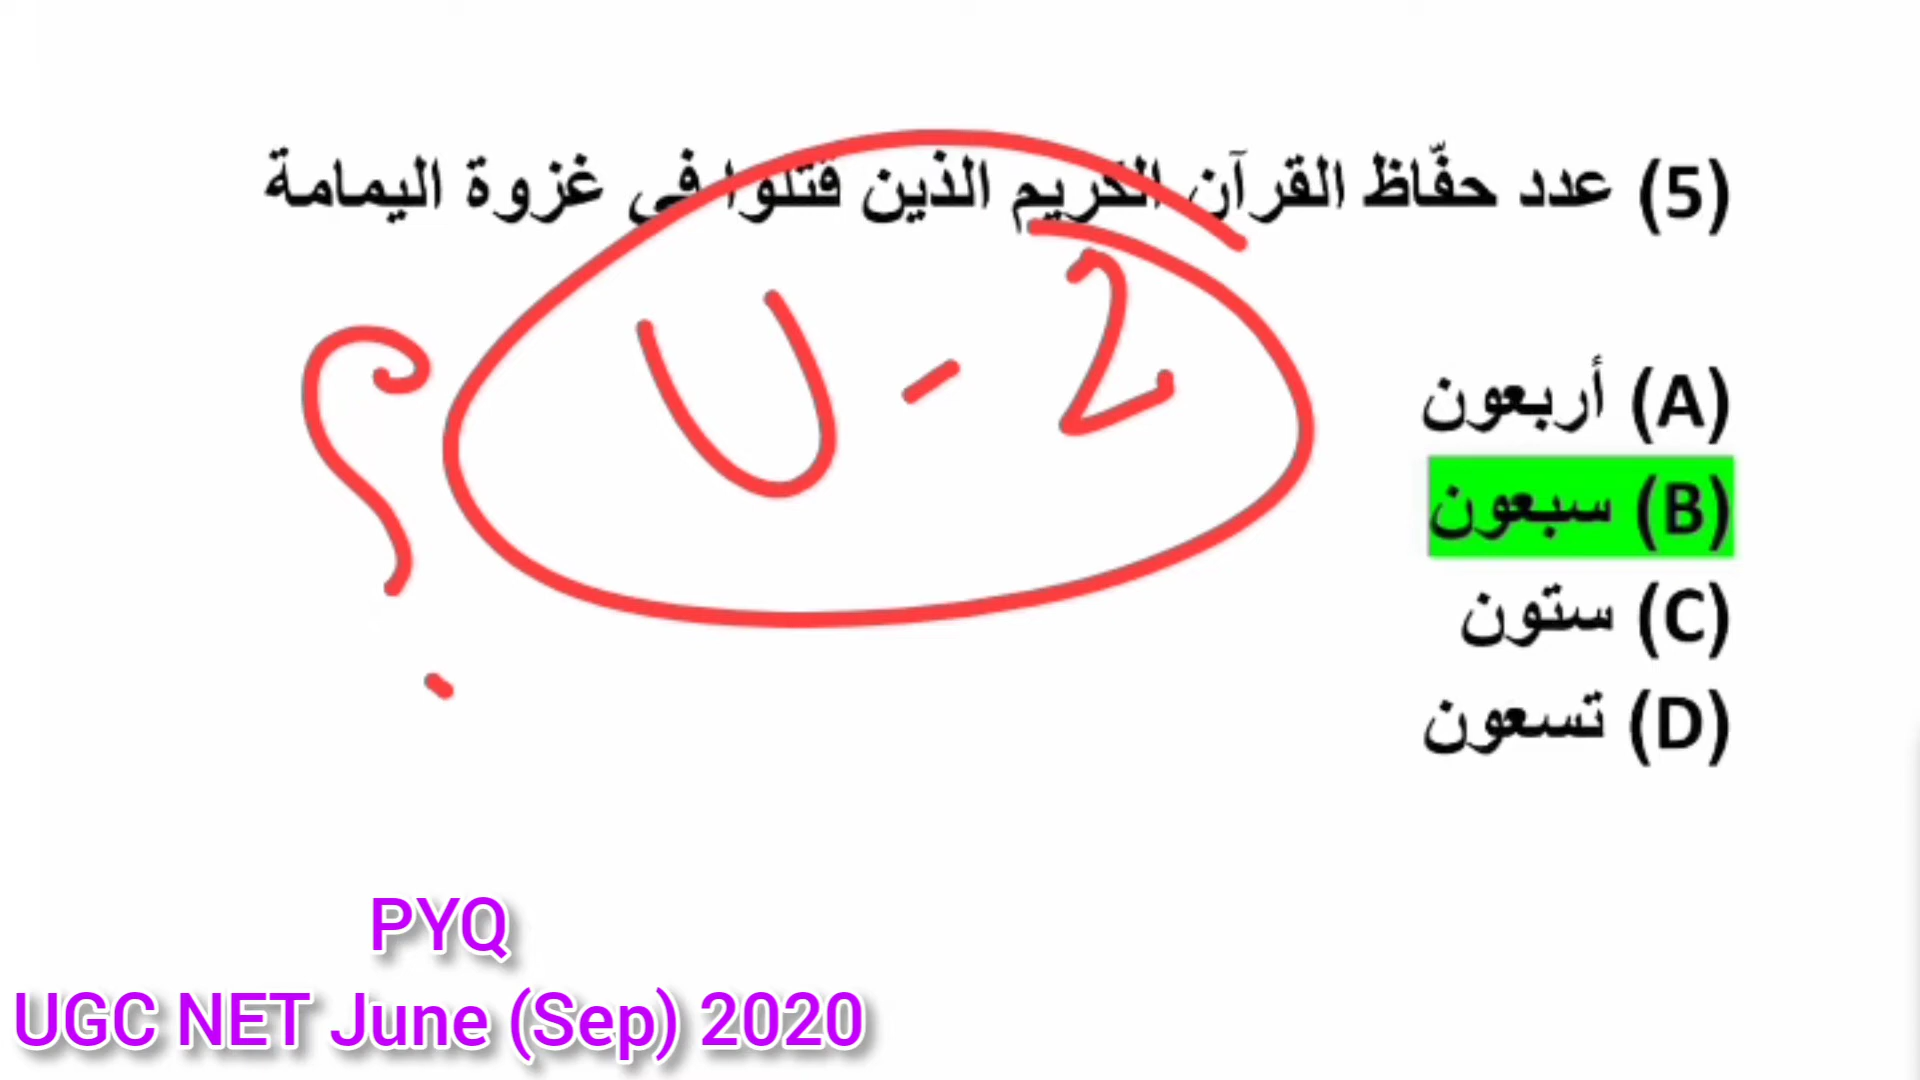 (5) عدد حفّاظ القرآن الكريم الذين قتلوا في غزوة اليمامة
U - 2
؟
(A) أربعون
(B) سبعون
(C) ستون
(D) تسعون
PYQ
UGC NET June (Sep) 2020